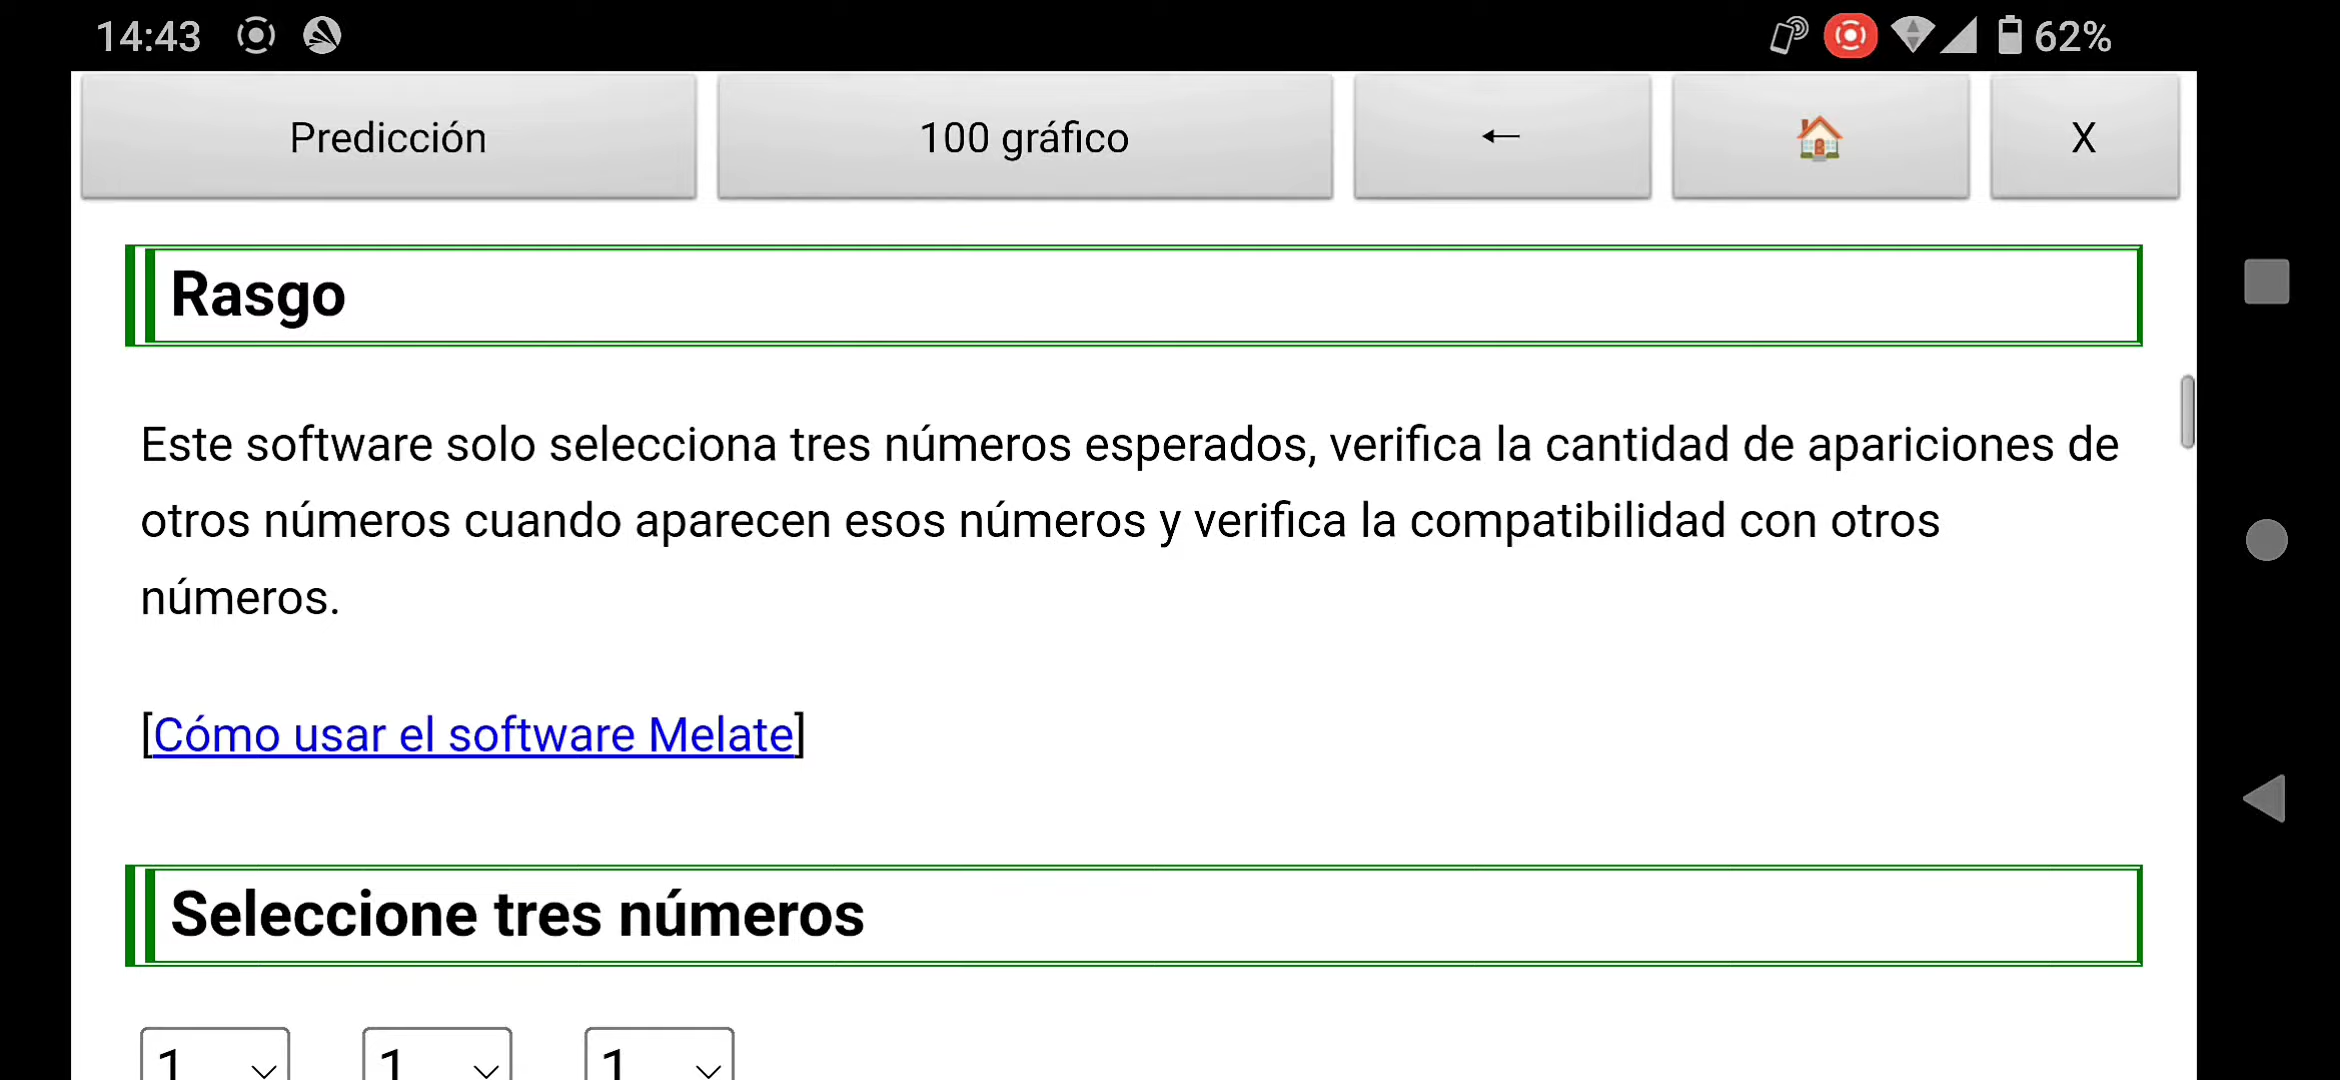 14:43
62%
Predicción
100 gráfico
←
X
Rasgo
Este software solo selecciona tres números esperados, verifica la cantidad de apariciones de
otros números cuando aparecen esos números y verifica la compatibilidad con otros
números.
[Cómo usar el software Melate]
Seleccione tres números
1 1 1